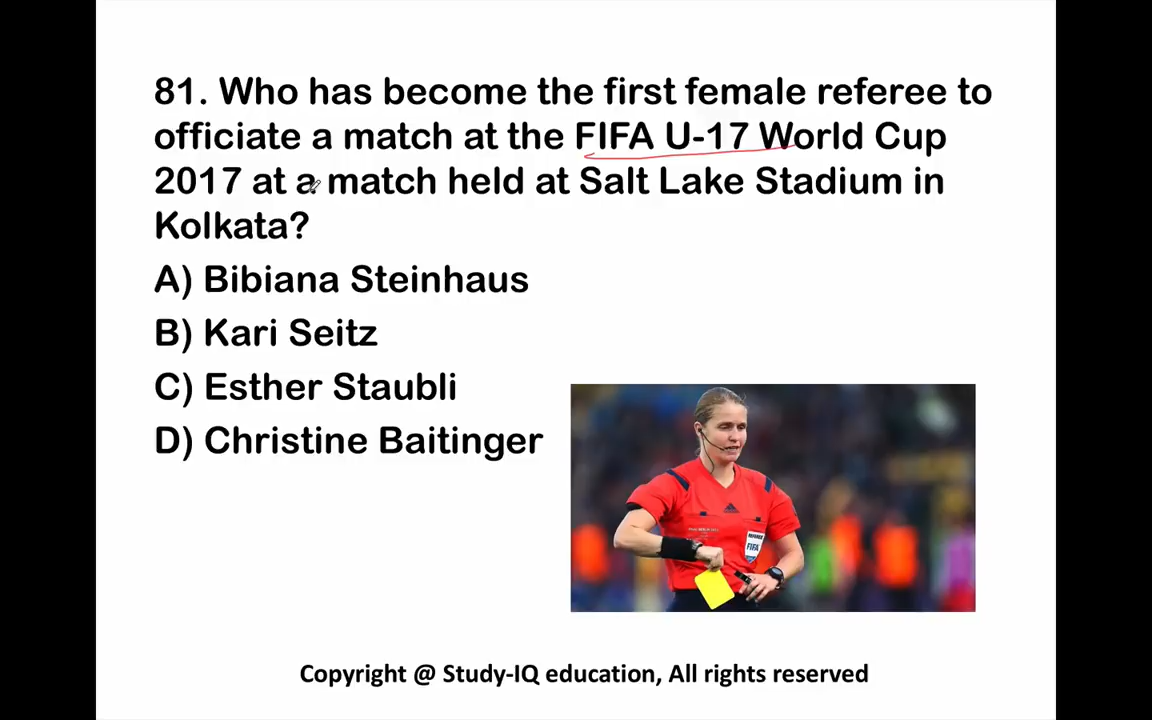 81. Who has become the first female referee to
officiate a match at the FIFA U-17 World Cup
2017 at a match held at Salt Lake Stadium in
Kolkata?
A) Bibiana Steinhaus
B) Kari Seitz
C) Esther Staubli
D) Christine Baitinger
REFEREE
FIFA
Copyright @ Study-IQ education, All rights reserved